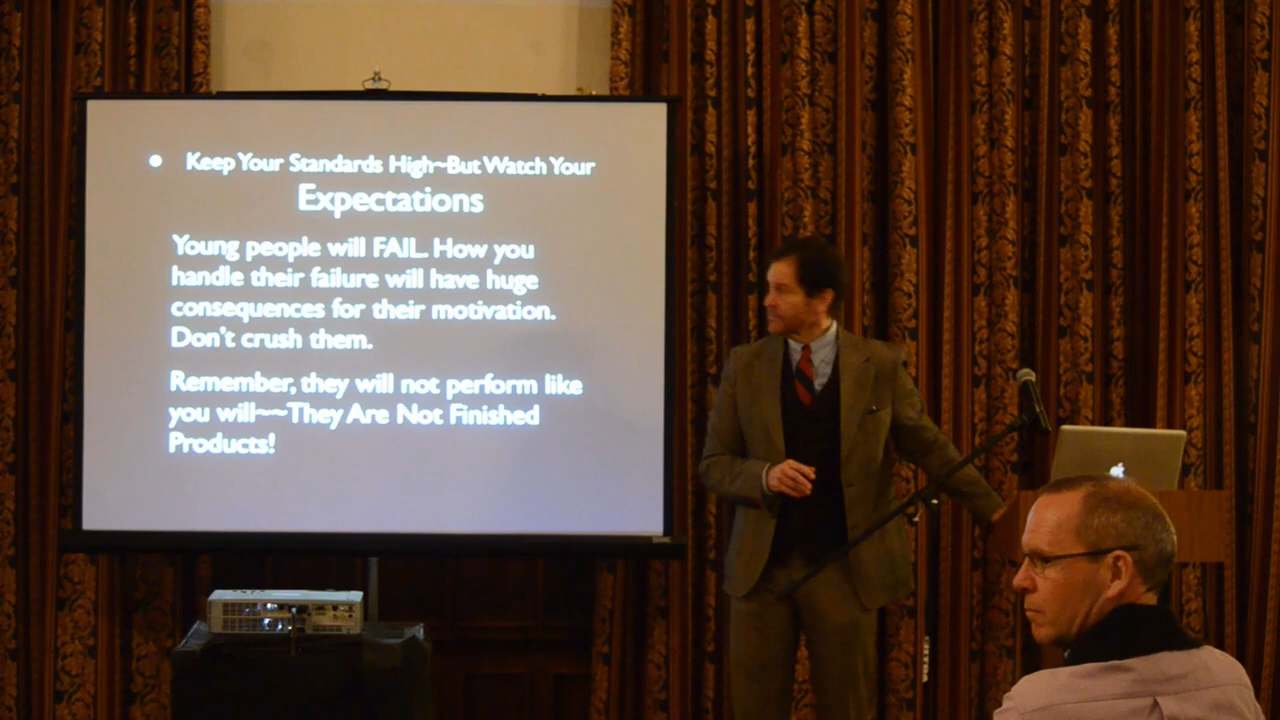 • Keep Your Standards High~But Watch Your
Expectations
Young people will FAIL. How you
handle their failure will have huge
consequences for their motivation.
Don't crush them.
Remember, they will not perform like
you will~~They Are Not Finished
Products!